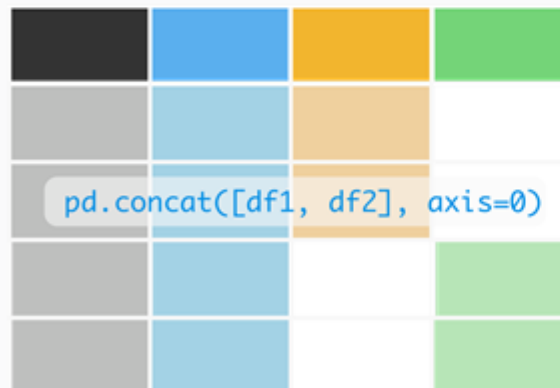 pd.concat([df1, df2], axis=0)